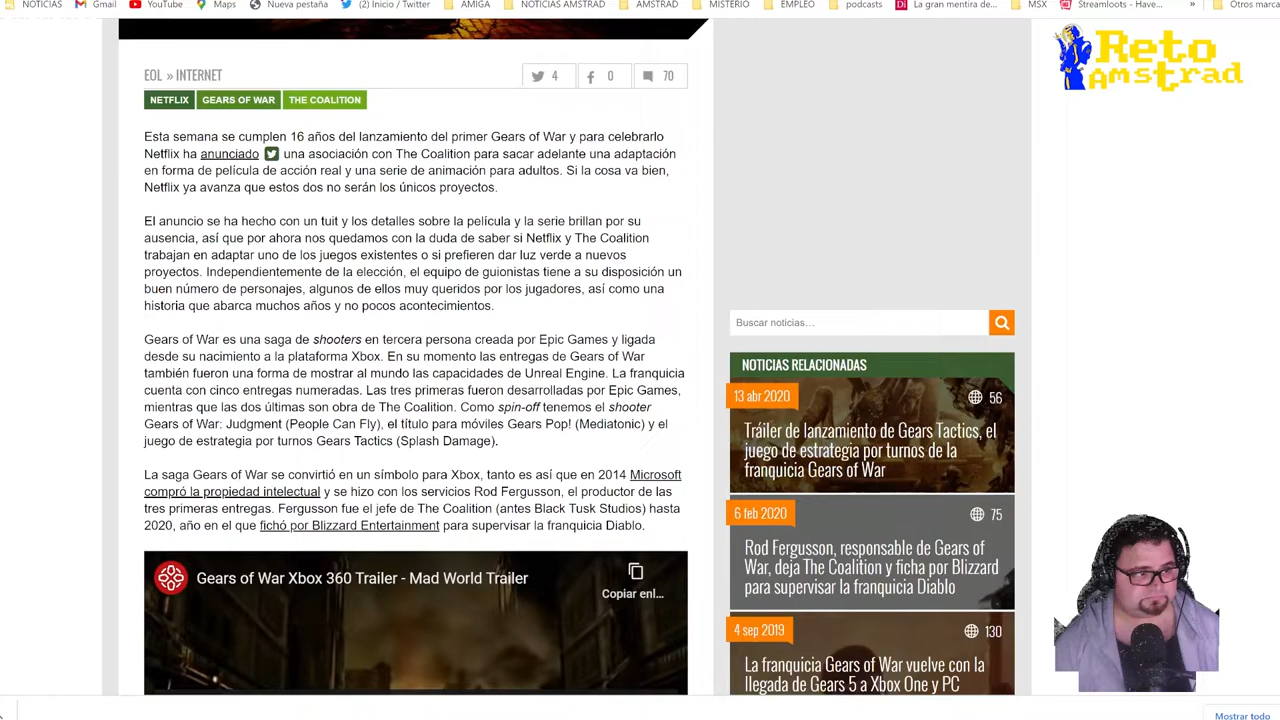 NOTICIAS Gmail YouTube Maps Nueva pestaña (2) Inicio / Twitter AMIGA NOTICIAS AMSTRAD AMSTRAD MISTERIO EMPLEO podcasts La gran mentira de... MSX Streamloots - Have... » Otros marca
Reto
Amstrad
EOL » INTERNET
4 0 70
NETFLIX GEARS OF WAR THE COALITION
Esta semana se cumplen 16 años del lanzamiento del primer Gears of War y para celebrarlo
Netflix ha anunciado una asociación con The Coalition para sacar adelante una adaptación
en forma de película de acción real y una serie de animación para adultos. Si la cosa va bien,
Netflix ya avanza que estos dos no serán los únicos proyectos.
El anuncio se ha hecho con un tuit y los detalles sobre la película y la serie brillan por su
ausencia, así que por ahora nos quedamos con la duda de saber si Netflix y The Coalition
trabajan en adaptar uno de los juegos existentes o si prefieren dar luz verde a nuevos
proyectos. Independientemente de la elección, el equipo de guionistas tiene a su disposición un
buen número de personajes, algunos de ellos muy queridos por los jugadores, así como una
historia que abarca muchos años y no pocos acontecimientos.
Gears of War es una saga de shooters en tercera persona creada por Epic Games y ligada
desde su nacimiento a la plataforma Xbox. En su momento las entregas de Gears of War
también fueron una forma de mostrar al mundo las capacidades de Unreal Engine. La franquicia
cuenta con cinco entregas numeradas. Las tres primeras fueron desarrolladas por Epic Games,
mientras que las dos últimas son obra de The Coalition. Como spin-off tenemos el shooter
Gears of War: Judgment (People Can Fly), el título para móviles Gears Pop! (Mediatonic) y el
juego de estrategia por turnos Gears Tactics (Splash Damage).
La saga Gears of War se convirtió en un símbolo para Xbox, tanto es así que en 2014 Microsoft
compró la propiedad intelectual y se hizo con los servicios Rod Fergusson, el productor de las
tres primeras entregas. Fergusson fue el jefe de The Coalition (antes Black Tusk Studios) hasta
2020, año en el que fichó por Blizzard Entertainment para supervisar la franquicia Diablo.
Gears of War Xbox 360 Trailer - Mad World Trailer
Copiar enl...
Buscar noticias...
NOTICIAS RELACIONADAS
13 abr 2020 56
Tráiler de lanzamiento de Gears Tactics, el
juego de estrategia por turnos de la
franquicia Gears of War
6 feb 2020 75
Rod Fergusson, responsable de Gears of
War, deja The Coalition y ficha por Blizzard
para supervisar la franquicia Diablo
4 sep 2019 130
La franquicia Gears of War vuelve con la
llegada de Gears 5 a Xbox One y PC
Mostrar todo